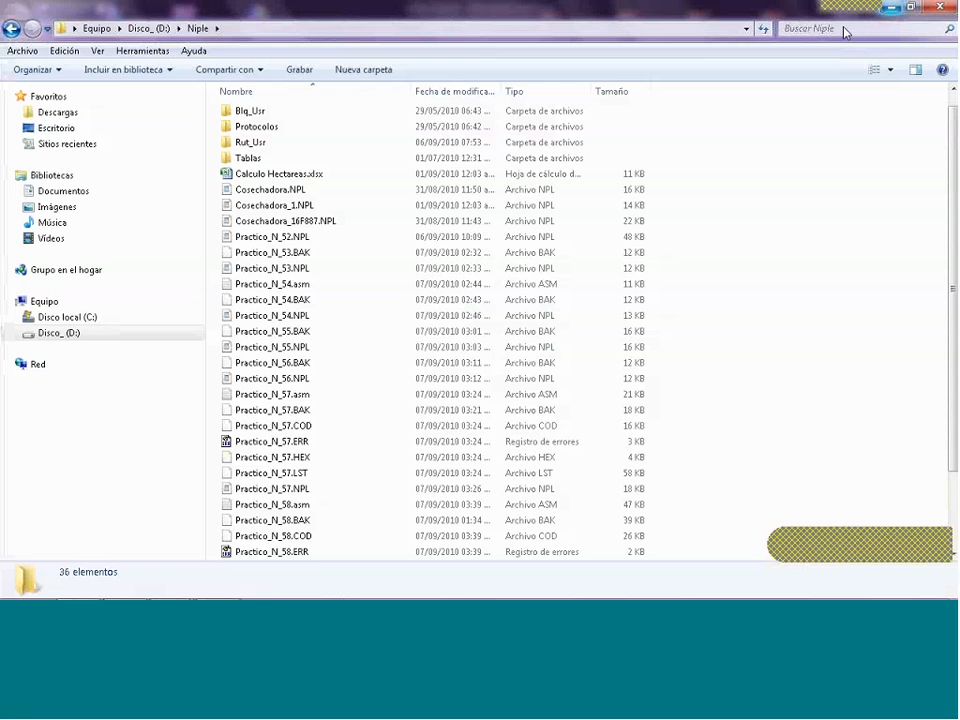 Equipo ▸ Disco_ (D:) ▸ Niple ▸
Buscar Niple
Archivo Edición Ver Herramientas Ayuda
Organizar Incluir en biblioteca Compartir con Grabar Nueva carpeta
Nombre Fecha de modifica... Tipo Tamaño
Favoritos
Descargas
Escritorio
Sitios recientes
Bibliotecas
Documentos
Imágenes
Música
Vídeos
Grupo en el hogar
Equipo
Disco local (C:)
Disco_ (D:)
Red
Blq_Usr 29/05/2010 06:43 ... Carpeta de archivos
Protocolos 29/05/2010 06:42 ... Carpeta de archivos
Rut_Usr 06/09/2010 07:53 ... Carpeta de archivos
Tablas 01/07/2010 12:31 ... Carpeta de archivos
Calculo Hectareas.xlsx 01/09/2010 12:03 a... Hoja de cálculo d... 11 KB
Cosechadora.NPL 31/08/2010 11:50 a... Archivo NPL 16 KB
Cosechadora_1.NPL 01/09/2010 12:03 a... Archivo NPL 14 KB
Cosechadora_16F887.NPL 31/08/2010 11:43 ... Archivo NPL 22 KB
Practico_N_52.NPL 06/09/2010 10:09 ... Archivo NPL 48 KB
Practico_N_53.BAK 07/09/2010 02:32 ... Archivo BAK 12 KB
Practico_N_53.NPL 07/09/2010 02:33 ... Archivo NPL 12 KB
Practico_N_54.asm 07/09/2010 02:44 ... Archivo ASM 11 KB
Practico_N_54.BAK 07/09/2010 02:43 ... Archivo BAK 12 KB
Practico_N_54.NPL 07/09/2010 02:46 ... Archivo NPL 13 KB
Practico_N_55.BAK 07/09/2010 03:01 ... Archivo BAK 16 KB
Practico_N_55.NPL 07/09/2010 03:03 ... Archivo NPL 16 KB
Practico_N_56.BAK 07/09/2010 03:11 ... Archivo BAK 12 KB
Practico_N_56.NPL 07/09/2010 03:12 ... Archivo NPL 12 KB
Practico_N_57.asm 07/09/2010 03:24 ... Archivo ASM 21 KB
Practico_N_57.BAK 07/09/2010 03:21 ... Archivo BAK 18 KB
Practico_N_57.COD 07/09/2010 03:24 ... Archivo COD 16 KB
Practico_N_57.ERR 07/09/2010 03:24 ... Registro de errores 3 KB
Practico_N_57.HEX 07/09/2010 03:24 ... Archivo HEX 4 KB
Practico_N_57.LST 07/09/2010 03:24 ... Archivo LST 58 KB
Practico_N_57.NPL 07/09/2010 03:26 ... Archivo NPL 18 KB
Practico_N_58.asm 07/09/2010 03:39 ... Archivo ASM 47 KB
Practico_N_58.BAK 07/09/2010 01:34 ... Archivo BAK 39 KB
Practico_N_58.COD 07/09/2010 03:39 ... Archivo COD 26 KB
Practico_N_58.ERR 07/09/2010 03:39 ... Registro de errores 2 KB
36 elementos